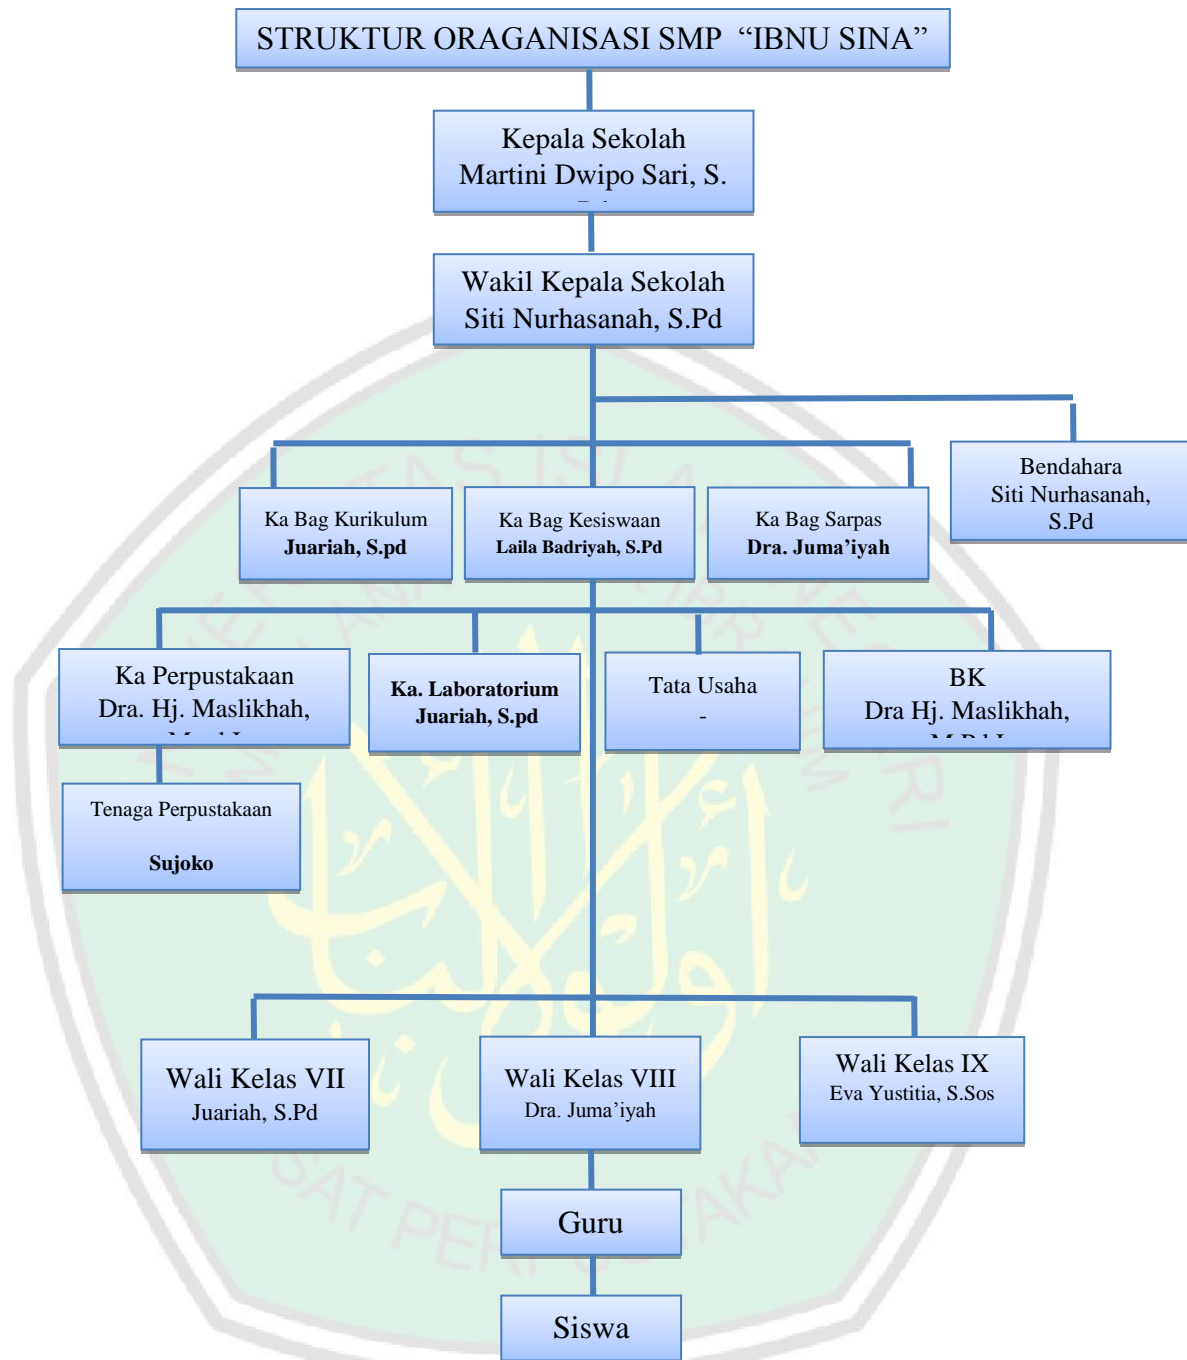 STRUKTUR ORAGANISASI SMP “IBNU SINA”
Kepala Sekolah
Martini Dwipo Sari, S.
Wakil Kepala Sekolah
Siti Nurhasanah, S.Pd
Bendahara
Siti Nurhasanah,
S.Pd
Ka Bag Kurikulum
Juariah, S.pd
Ka Bag Kesiswaan
Laila Badriyah, S.Pd
Ka Bag Sarpas
Dra. Juma’iyah
Ka Perpustakaan
Dra. Hj. Maslikhah,
Ka. Laboratorium
Juariah, S.pd
Tata Usaha
-
BK
Dra Hj. Maslikhah,
M.Pd.I
Tenaga Perpustakaan
Sujoko
Wali Kelas VII
Juariah, S.Pd
Wali Kelas VIII
Dra. Juma’iyah
Wali Kelas IX
Eva Yustitia, S.Sos
Guru
Siswa